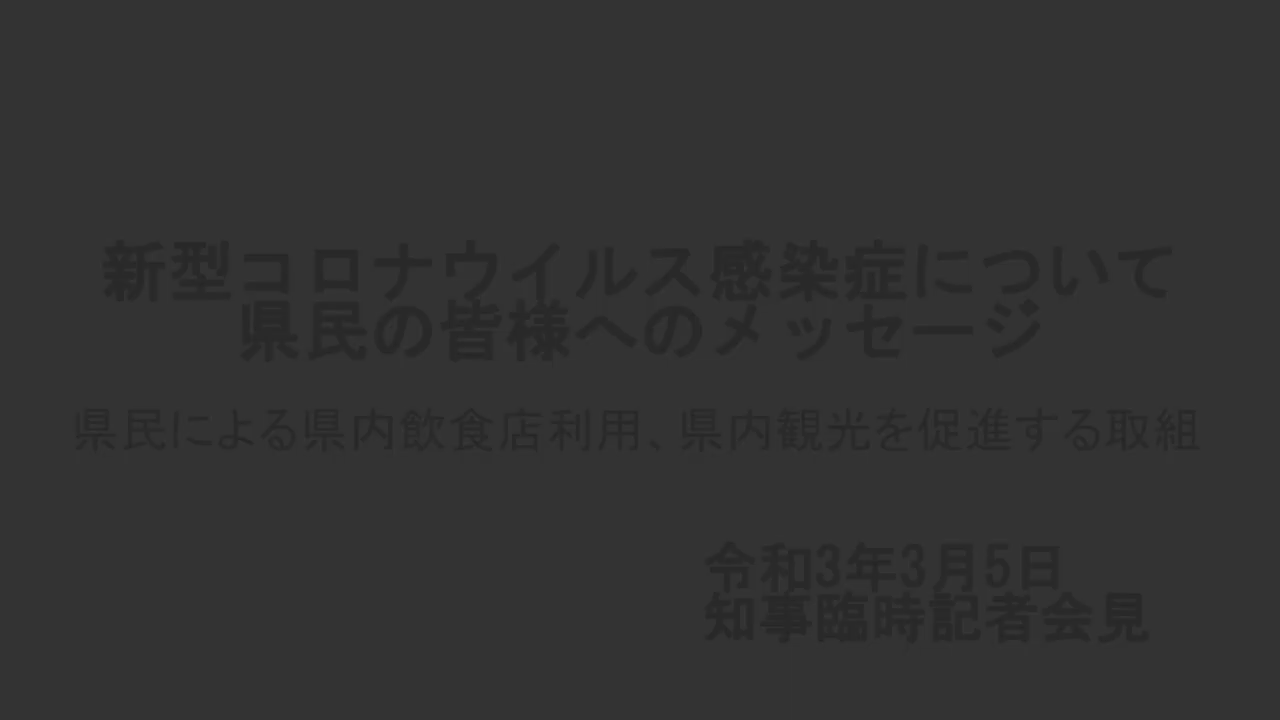 新型コロナウイルス感染症について
県民の皆様へのメッセージ
県民による県内飲食店利用、県内観光を促進する取組
令和3年3月5日
知事臨時記者会見